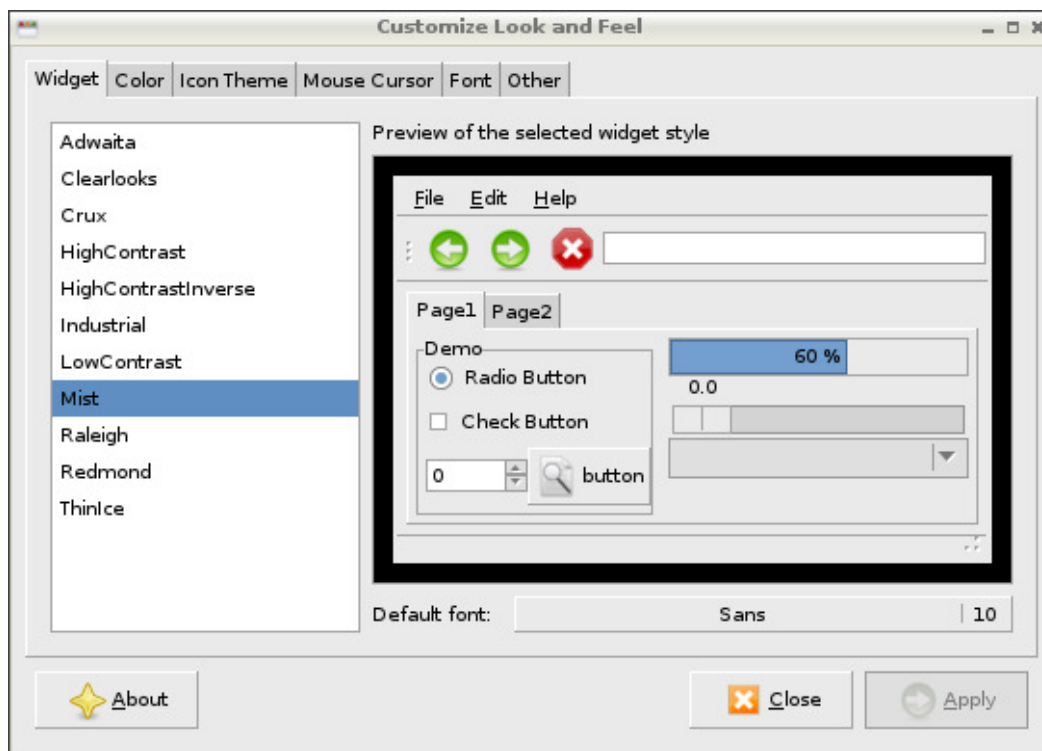 Customize Look and Feel
Widget Color Icon Theme Mouse Cursor Font Other
Adwaita
Clearlooks
Crux
HighContrast
HighContrastInverse
Industrial
LowContrast
Mist
Raleigh
Redmond
ThinIce
Preview of the selected widget style
File Edit Help
Page1 Page2
Demo
Radio Button
Check Button
0
button
60 %
0.0
Default font:
Sans
10
About
Close
Apply